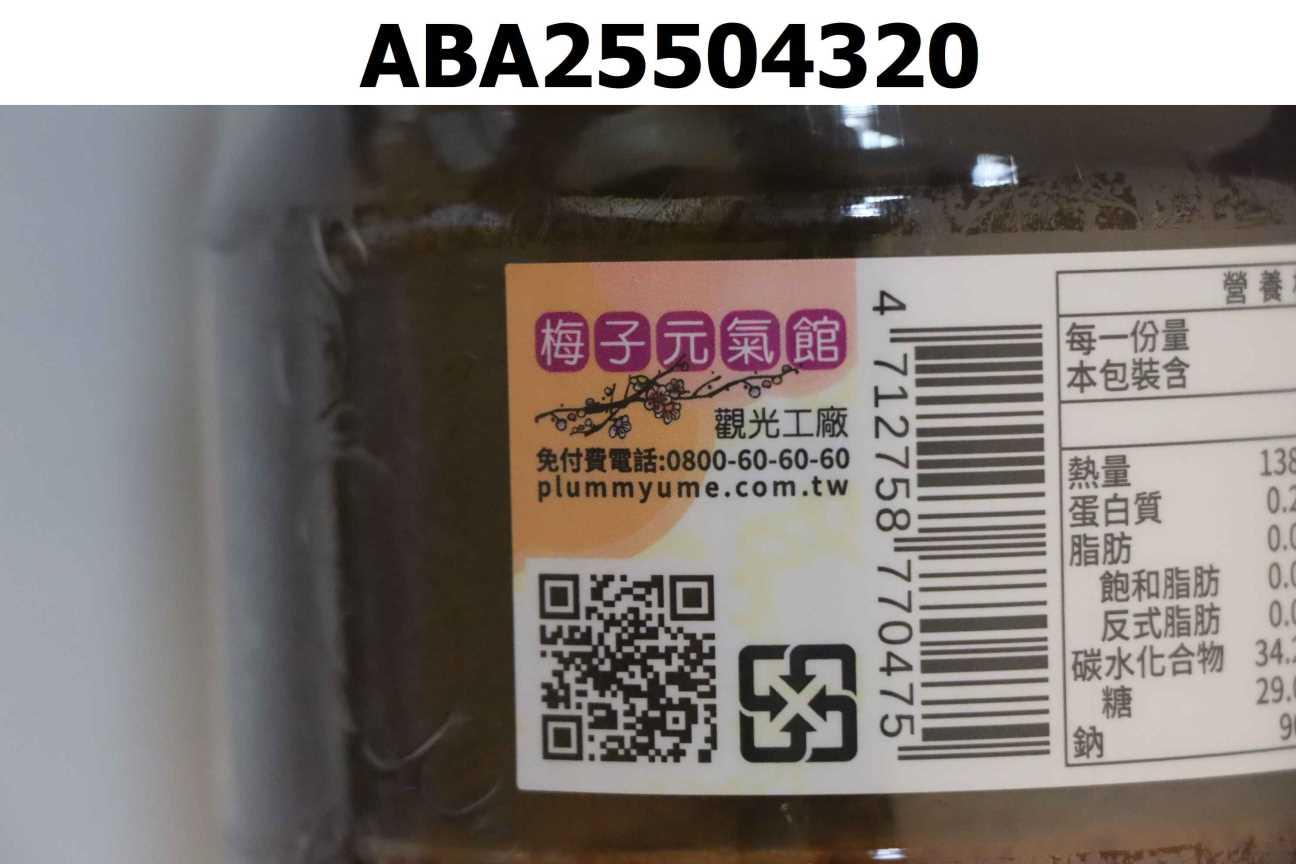 ABA25504320
梅子元氣館
觀光工廠
免付費電話:0800-60-60-60
plummyume.com.tw
4 712758 770475
營養
每一份量
本包裝含
熱量 138
蛋白質 0.2
脂肪 0.0
飽和脂肪 0.0
反式脂肪 0.0
碳水化合物 34.2
糖 29.0
鈉